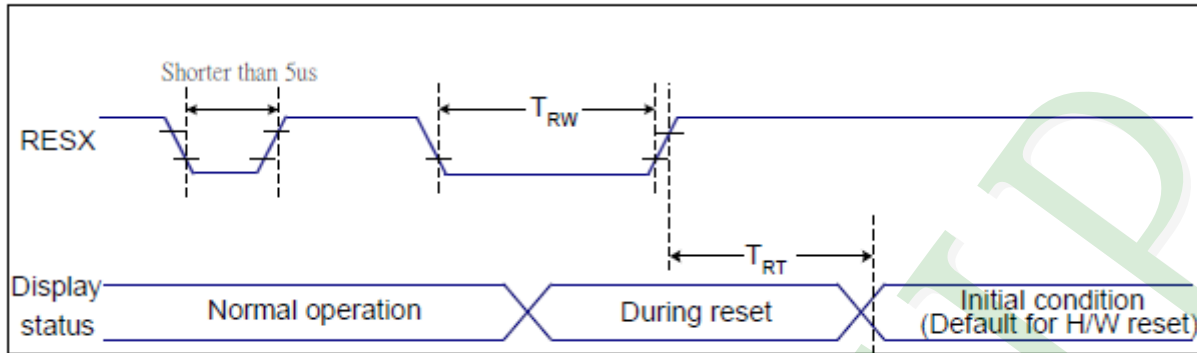 Shorter than 5us
RESX
TRW
TRT
Display
status
Normal operation
During reset
Initial condition
(Default for H/W reset)